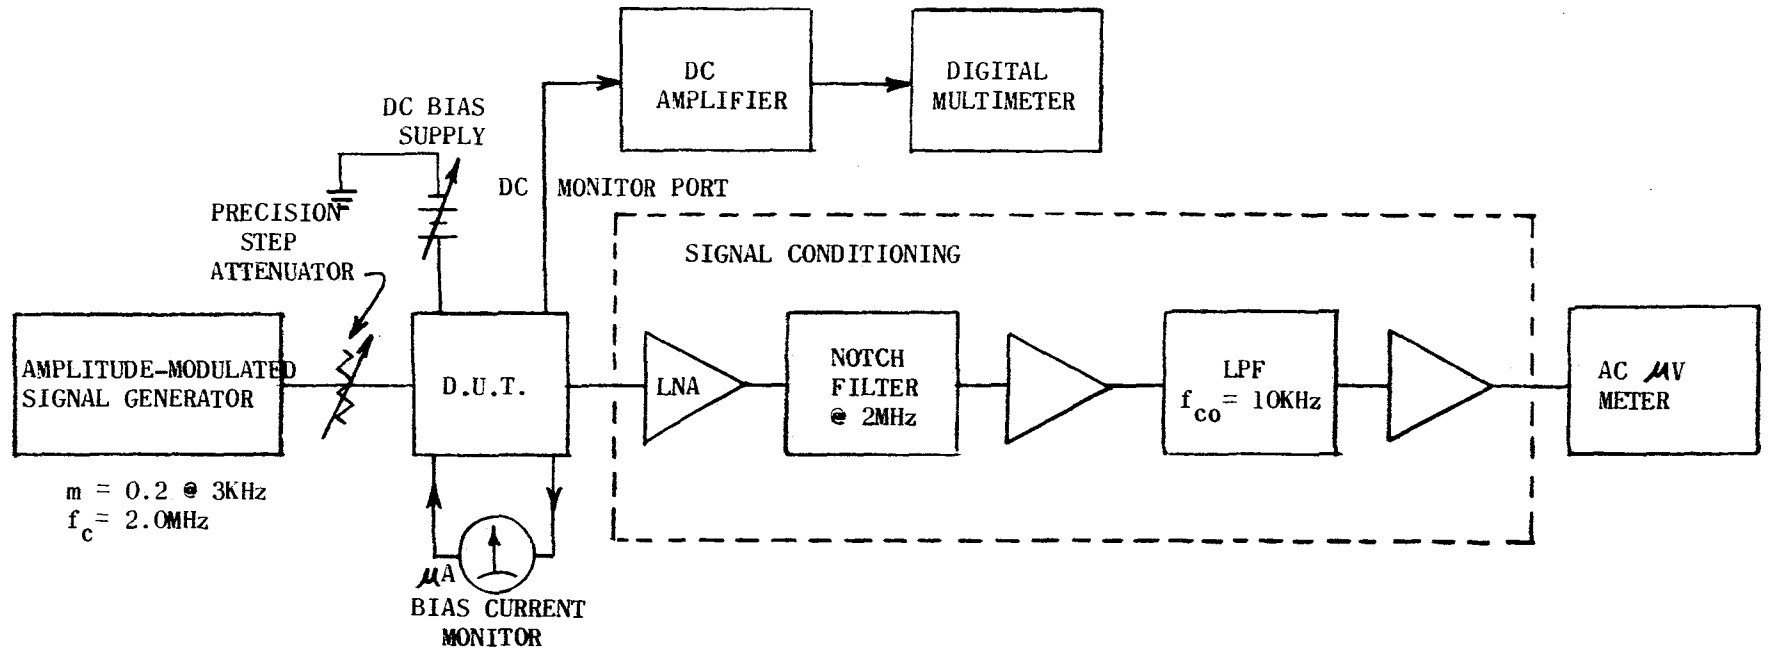 DC
AMPLIFIER
DIGITAL
MULTIMETER
DC BIAS
SUPPLY
DC MONITOR PORT
PRECISION
STEP
ATTENUATOR
SIGNAL CONDITIONING
AMPLITUDE-MODULATED
SIGNAL GENERATOR
D.U.T.
LNA
NOTCH
FILTER
@ 2MHz
LPF
fco = 10KHz
AC μV
METER
m = 0.2 @ 3KHz
fc = 2.0MHz
μA
BIAS CURRENT
MONITOR